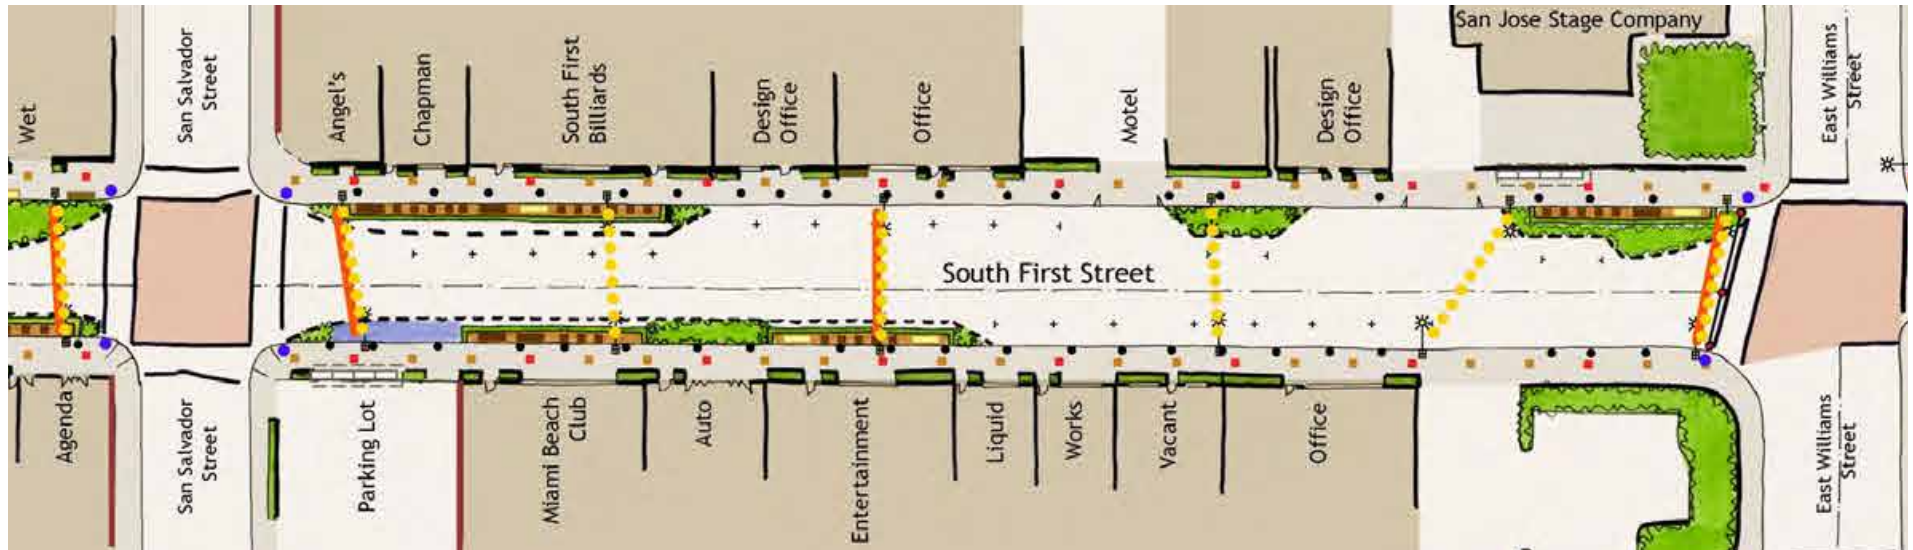 San Jose Stage Company
Wet
San Salvador
Street
Angel's
Chapman
South First
Billiards
Design
Office
Office
Motel
Design
Office
East Williams
Street
South First Street
Agenda
San Salvador
Street
Parking Lot
Miami Beach
Club
Auto
Entertainment
Liquid
Works
Vacant
Office
East Williams
Street